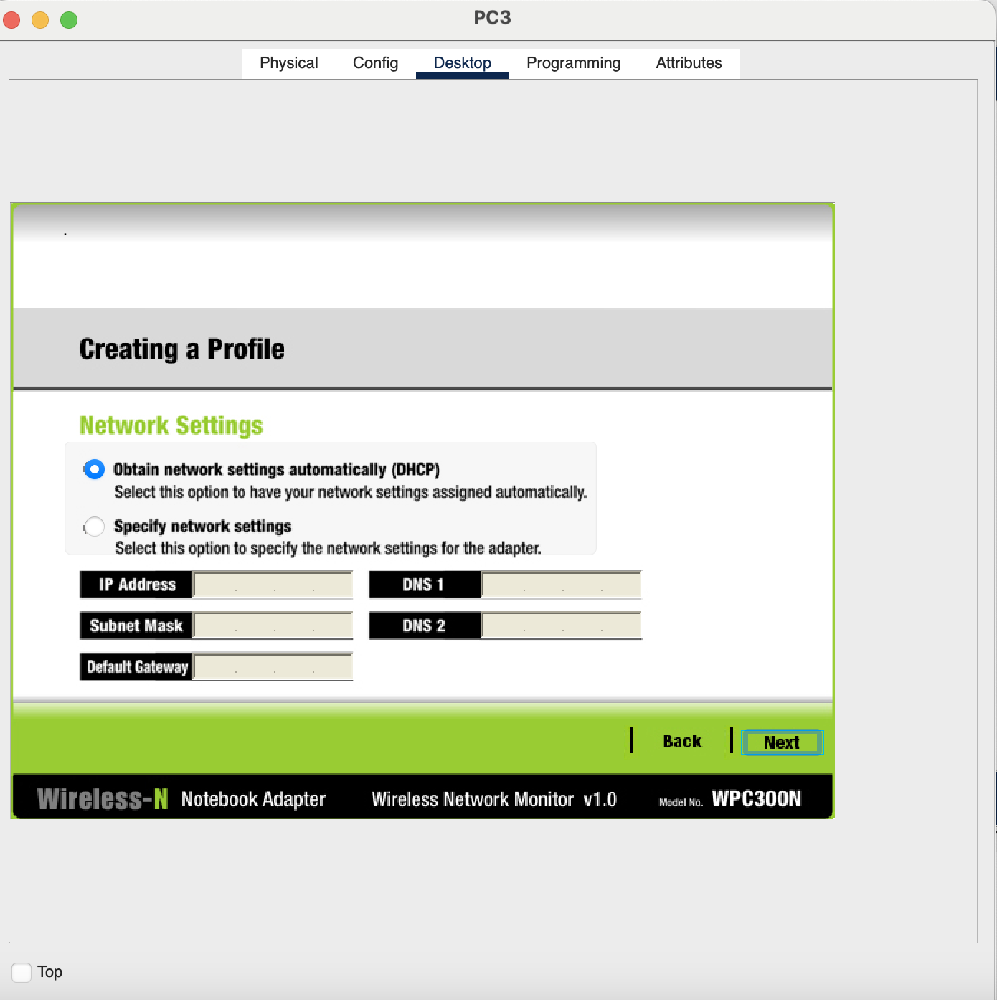 PC3
Physical Config Desktop Programming Attributes
.
Creating a Profile
Network Settings
Obtain network settings automatically (DHCP)
Select this option to have your network settings assigned automatically.
Specify network settings
Select this option to specify the network settings for the adapter.
IP Address . . . DNS 1 . . .
Subnet Mask . . . DNS 2 . . .
Default Gateway . . .
Back Next
Wireless-N Notebook Adapter Wireless Network Monitor v1.0 Model No. WPC300N
Top